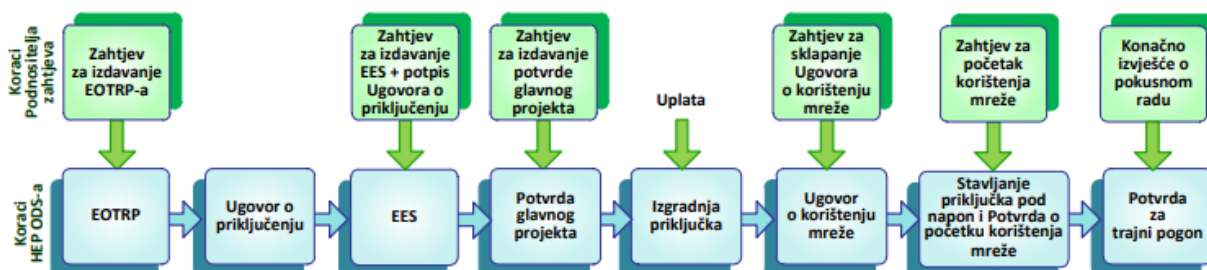 Koraci
Podnositelja
zahtjeva
Zahtjev
za izdavanje
EOTRP-a
Zahtjev
za izdavanje
EES + potpis
Ugovora o
priključenju
Zahtjev
za izdavanje
potvrde
glavnog
projekta
Uplata
Zahtjev za
sklapanje
Ugovora
o korištenju
mreže
Zahtjev za
početak
korištenja
mreže
Konačno
izvješće o
pokusnom
radu
Koraci
HEP ODS-a
EOTRP
Ugovor o
priključenju
EES
Potvrda
glavnog
projekta
Izgradnja
priključka
Ugovor
o korištenju
mreže
Stavljanje
priključka pod
napon i Potvrda o
početku korištenja
mreže
Potvrda
za
trajni pogon